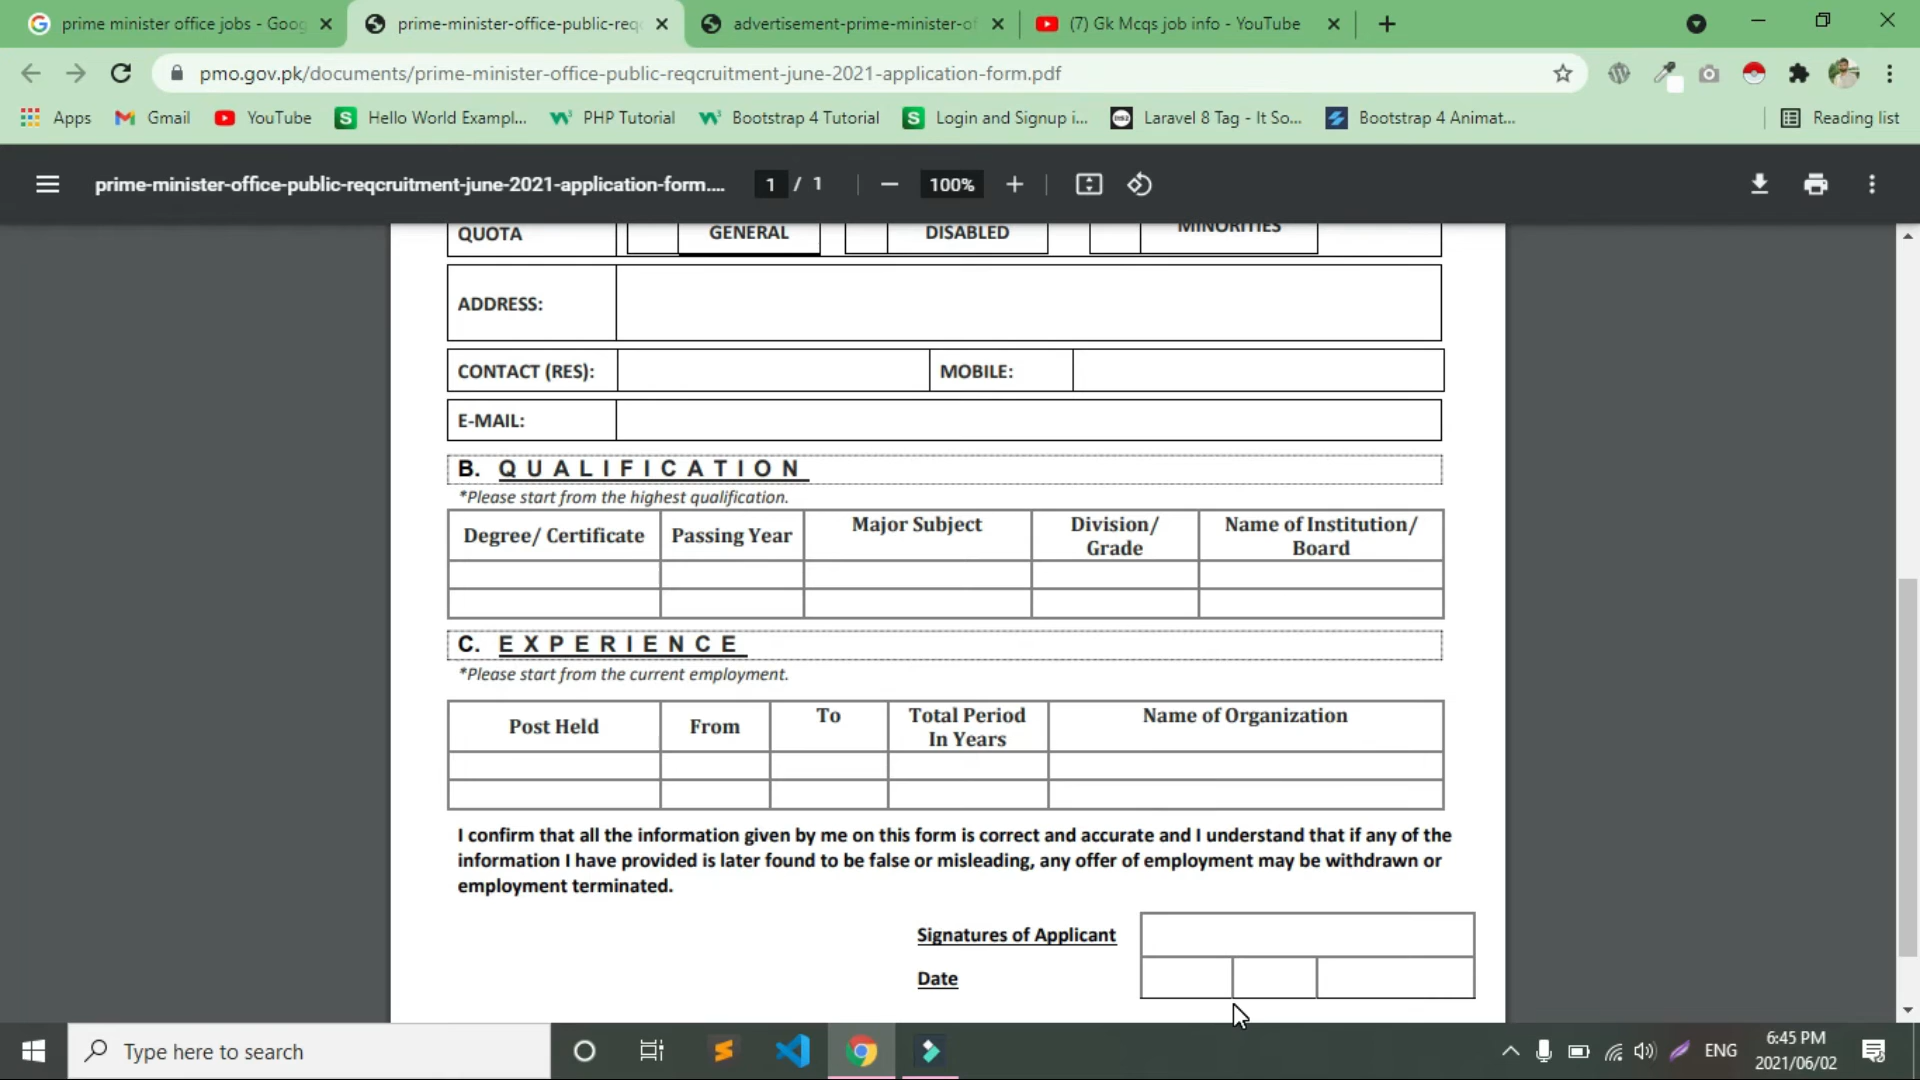 prime minister office jobs - Goog
prime-minister-office-public-req
advertisement-prime-minister-of
(7) Gk Mcqs job info - YouTube
pmo.gov.pk/documents/prime-minister-office-public-reqcruitment-june-2021-application-form.pdf
Apps
Gmail
YouTube
Hello World Exampl...
PHP Tutorial
Bootstrap 4 Tutorial
Login and Signup i...
Laravel 8 Tag - It So...
Bootstrap 4 Animat...
Reading list
prime-minister-office-public-reqcruitment-june-2021-application-form....
1 / 1
100%
QUOTA
GENERAL
DISABLED
MINORITIES
ADDRESS:
CONTACT (RES):
MOBILE:
E-MAIL:
B. QUALIFICATION
*Please start from the highest qualification.
Degree/ Certificate
Passing Year
Major Subject
Division/
Grade
Name of Institution/
Board
C. EXPERIENCE
*Please start from the current employment.
Post Held
From
To
Total Period
In Years
Name of Organization
I confirm that all the information given by me on this form is correct and accurate and I understand that if any of the
information I have provided is later found to be false or misleading, any offer of employment may be withdrawn or
employment terminated.
Signatures of Applicant
Date
Type here to search
ENG
6:45 PM
2021/06/02